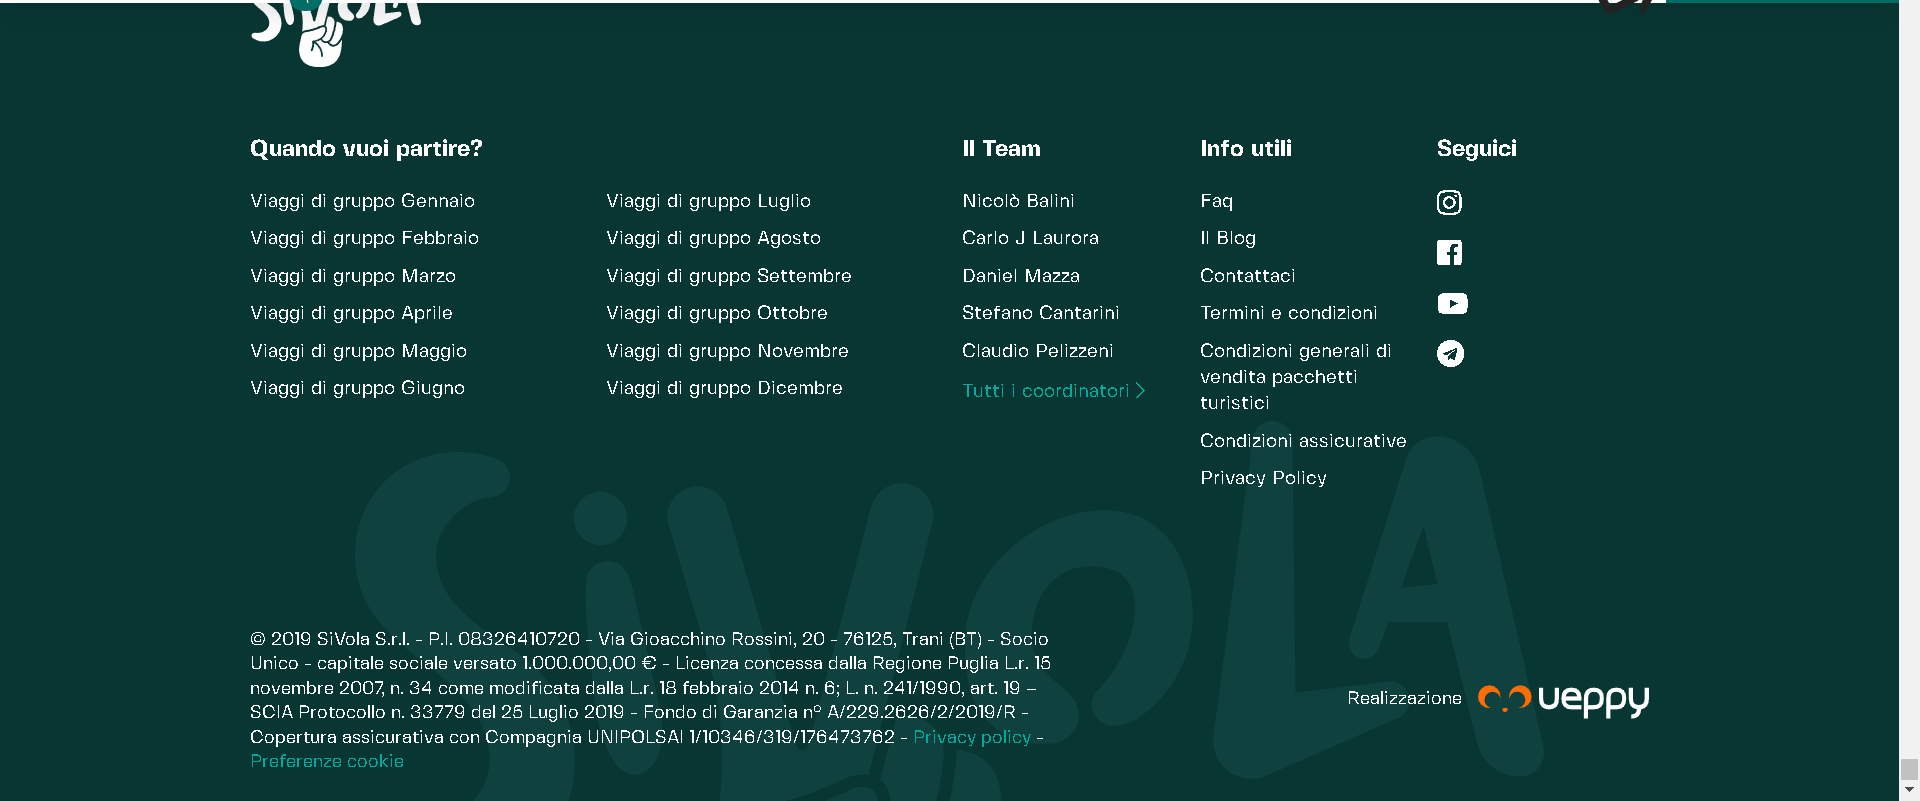 SiVOLA
Quando vuoi partire?
Viaggi di gruppo Gennaio
Viaggi di gruppo Febbraio
Viaggi di gruppo Marzo
Viaggi di gruppo Aprile
Viaggi di gruppo Maggio
Viaggi di gruppo Giugno
Viaggi di gruppo Luglio
Viaggi di gruppo Agosto
Viaggi di gruppo Settembre
Viaggi di gruppo Ottobre
Viaggi di gruppo Novembre
Viaggi di gruppo Dicembre
Il Team
Nicolò Balini
Carlo J Laurora
Daniel Mazza
Stefano Cantarini
Claudio Pelizzeni
Tutti i coordinatori
Info utili
Faq
Il Blog
Contattaci
Termini e condizioni
Condizioni generali di
vendita pacchetti
turistici
Condizioni assicurative
Privacy Policy
Seguici
SiVOLA
© 2019 SiVola S.r.l. - P.I. 08326410720 - Via Gioacchino Rossini, 20 - 76125, Trani (BT) - Socio
Unico - capitale sociale versato 1.000.000,00 € - Licenza concessa dalla Regione Puglia L.r. 15
novembre 2007, n. 34 come modificata dalla L.r. 18 febbraio 2014 n. 6; L. n. 241/1990, art. 19 –
SCIA Protocollo n. 33779 del 25 Luglio 2019 - Fondo di Garanzia n° A/229.2626/2/2019/R -
Copertura assicurativa con Compagnia UNIPOLSAI 1/10346/319/176473762 - Privacy policy -
Preferenze cookie
Realizzazione ueppy